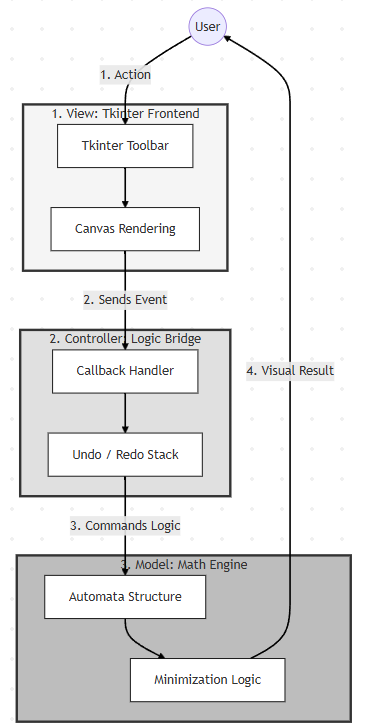 User
1. Action
1. View: Tkinter Frontend
Tkinter Toolbar
Canvas Rendering
2. Sends Event
2. Controller: Logic Bridge
Callback Handler
4. Visual Result
Undo / Redo Stack
3. Commands Logic
3. Model: Math Engine
Automata Structure
Minimization Logic